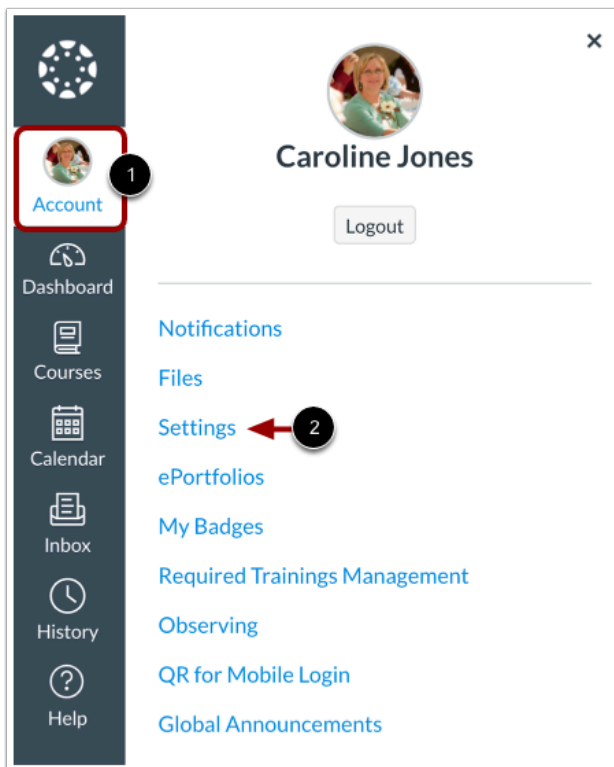 ×
Caroline Jones
Logout
1
Account
Dashboard
Courses
Calendar
Inbox
History
Help
Notifications
Files
Settings
2
ePortfolios
My Badges
Required Trainings Management
Observing
QR for Mobile Login
Global Announcements